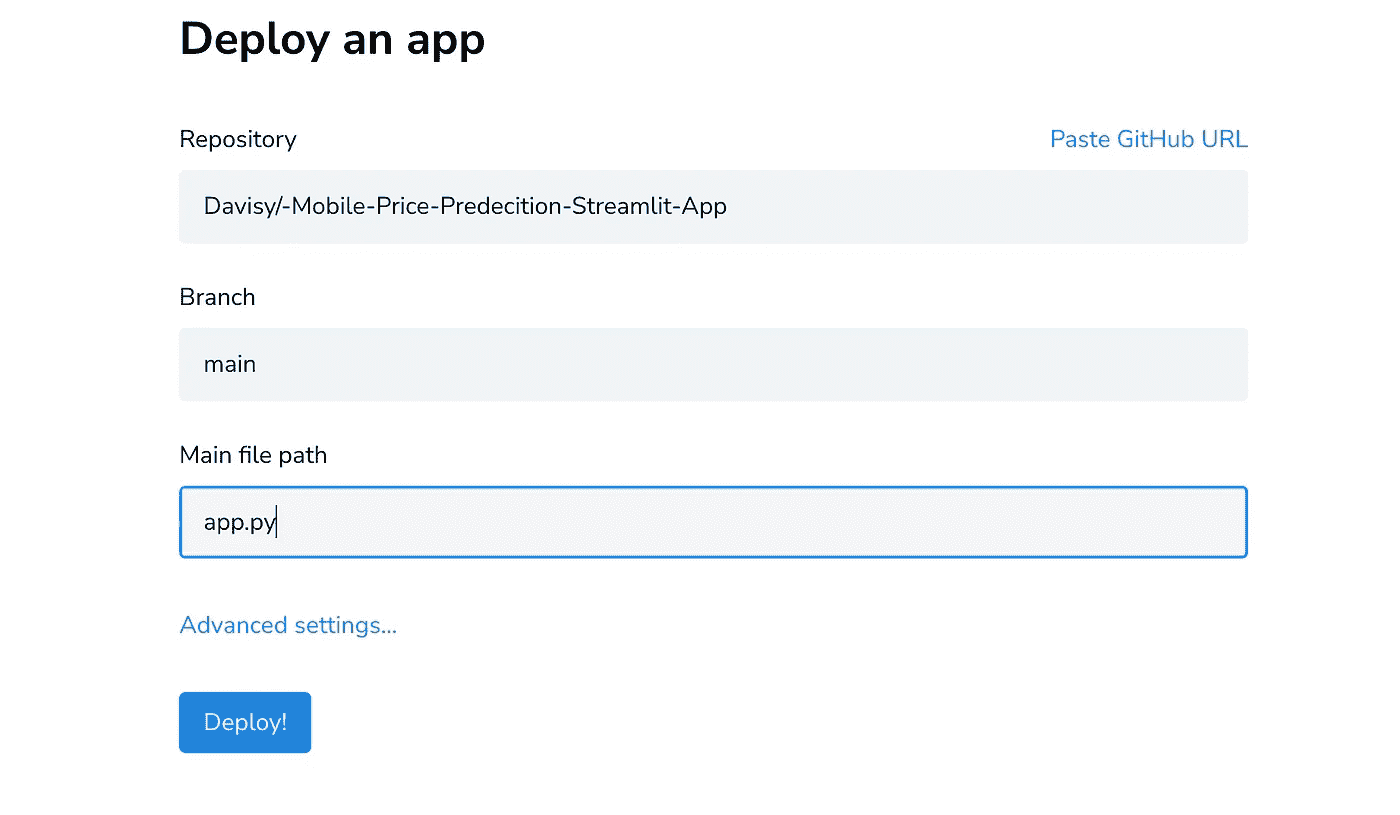 Deploy an app
Repository
Paste GitHub URL
Davisy/-Mobile-Price-Predecition-Streamlit-App
Branch
main
Main file path
app.py
Advanced settings...
Deploy!